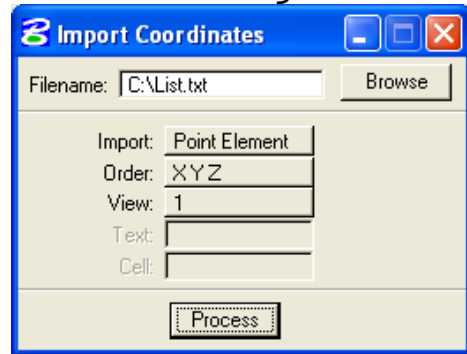 Import Coordinates
Filename: C:\List.txt Browse
Import: Point Element
Order: XYZ
View: 1
Text:
Cell:
Process